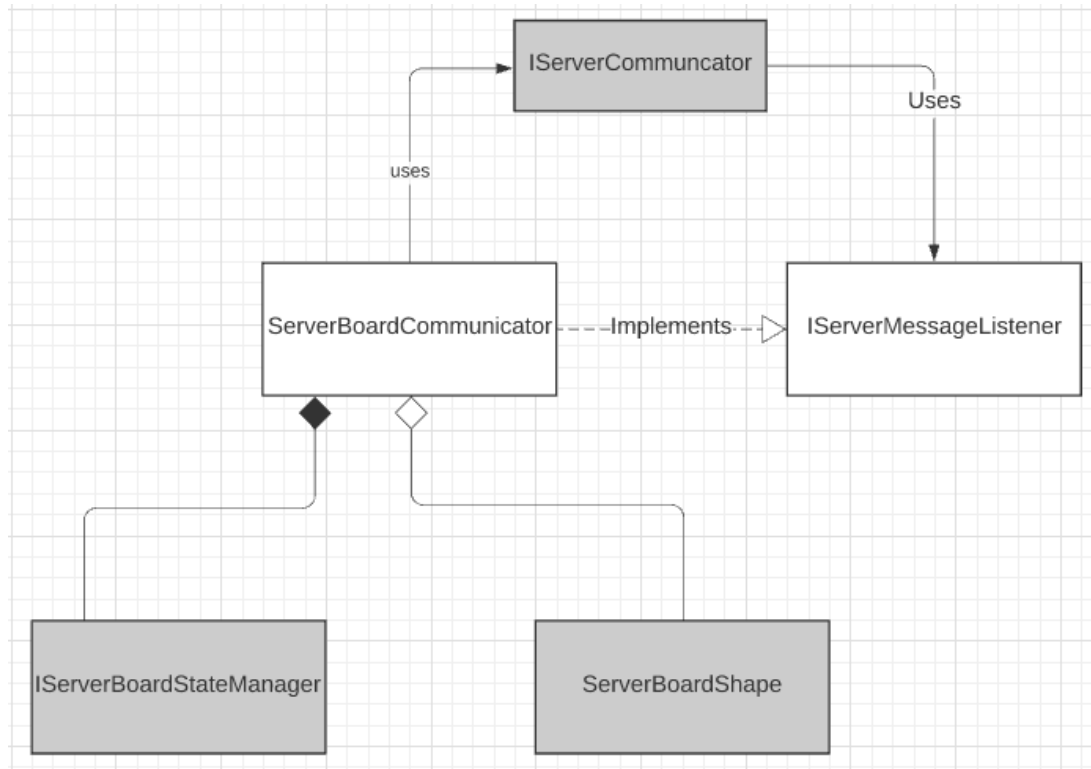 IServerCommuncator
Uses
uses
ServerBoardCommunicator
Implements
IServerMessageListener
IServerBoardStateManager
ServerBoardShape